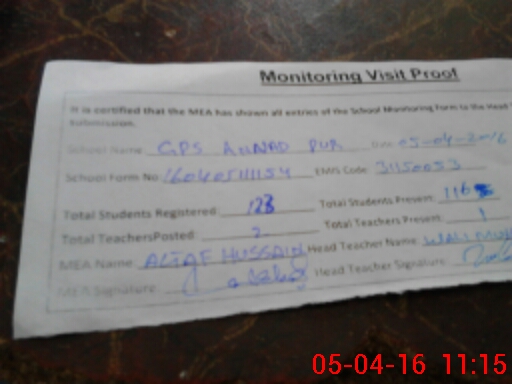 Monitoring Visit Proof
It is certified that the MEA has shown all entries of the School Monitoring Form to the Head
submission.
School Name GPS Date 05-04-2016
School Form No EMIS Code 31150053
Total Students Registered 123 Total Students Present 116
Total TeachersPosted 2 Total Teachers Present 1
MEA Name ALTAF HUSSAIN Head Teacher Name:
MEA Signature Head Teacher Signature
05-04-16 11:15